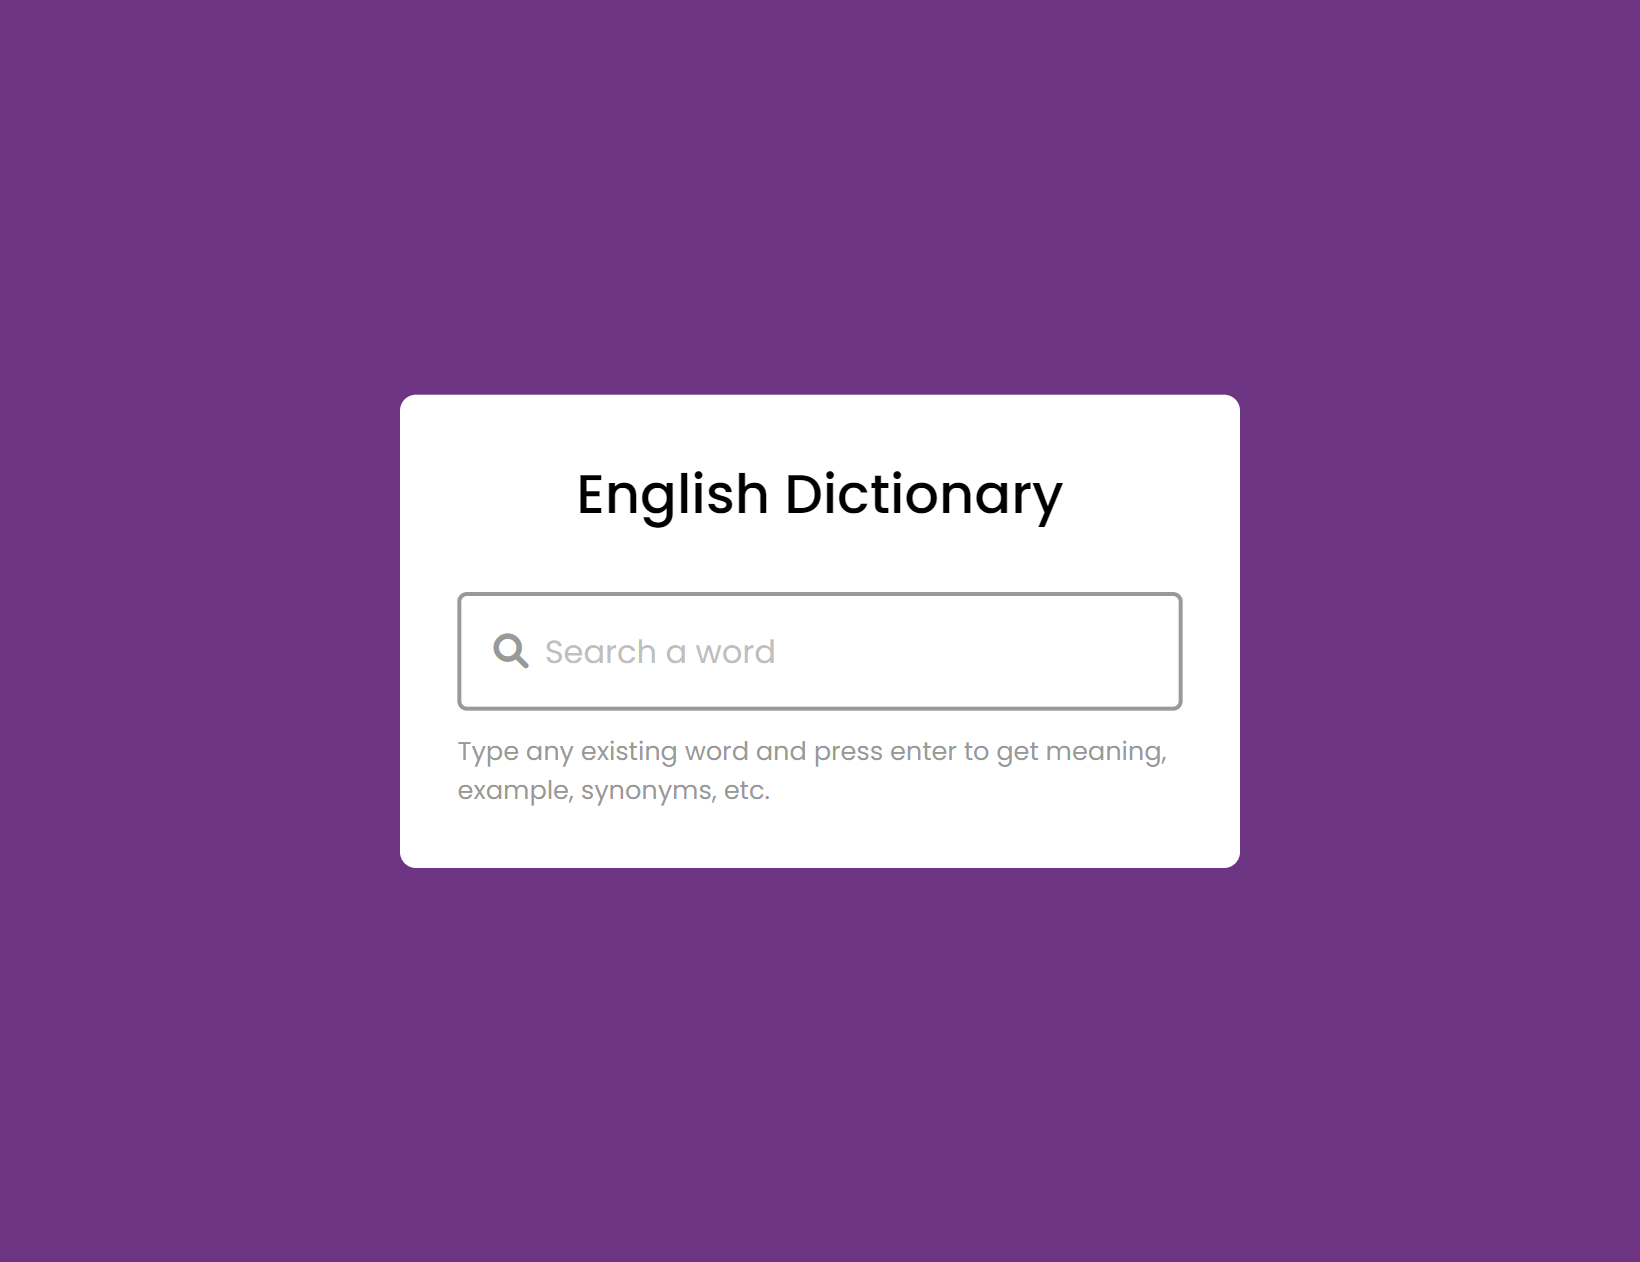 English Dictionary
Search a word
Type any existing word and press enter to get meaning,
example, synonyms, etc.